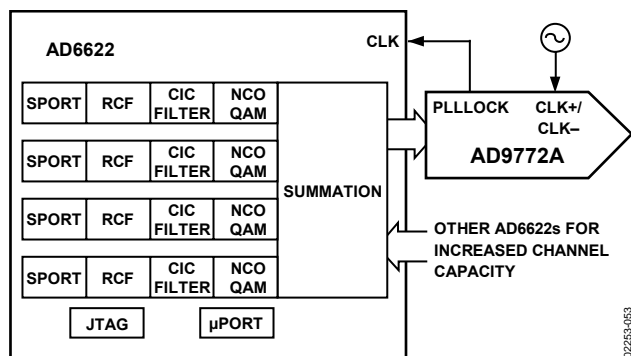 AD6622
CLK
SPORT
RCF
CIC
FILTER
NCO
QAM
SPORT
RCF
CIC
FILTER
NCO
QAM
SPORT
RCF
CIC
FILTER
NCO
QAM
SPORT
RCF
CIC
FILTER
NCO
QAM
SUMMATION
JTAG
µPORT
PLLLOCK
CLK+/
CLK–
AD9772A
OTHER AD6622s FOR
INCREASED CHANNEL
CAPACITY
02253-053